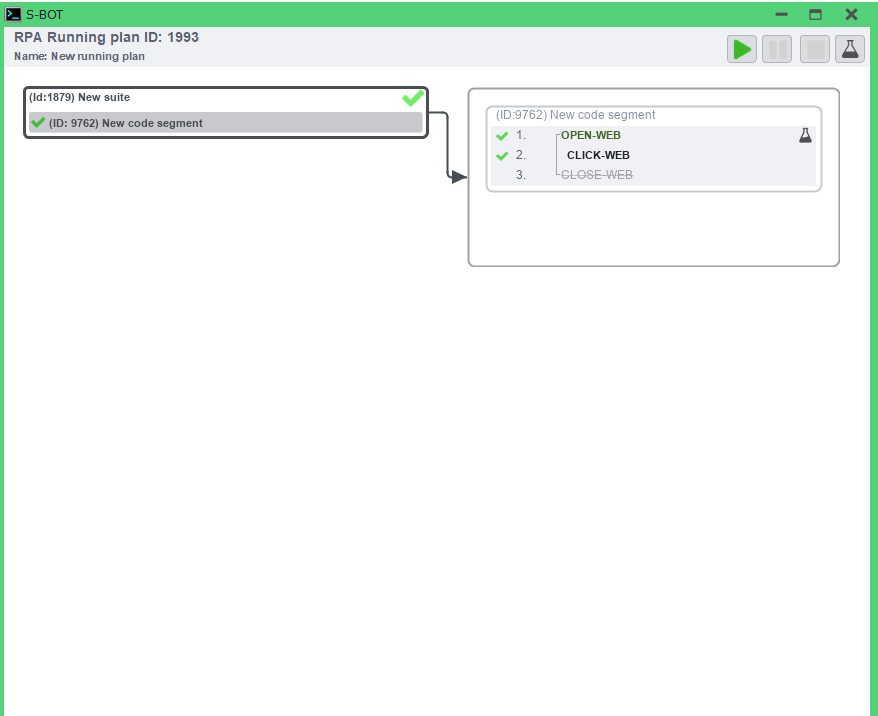 S-BOT
RPA Running plan ID: 1993
Name: New running plan
(Id:1879) New suite
(ID: 9762) New code segment
(ID:9762) New code segment
1. OPEN-WEB
2. CLICK-WEB
3. CLOSE-WEB